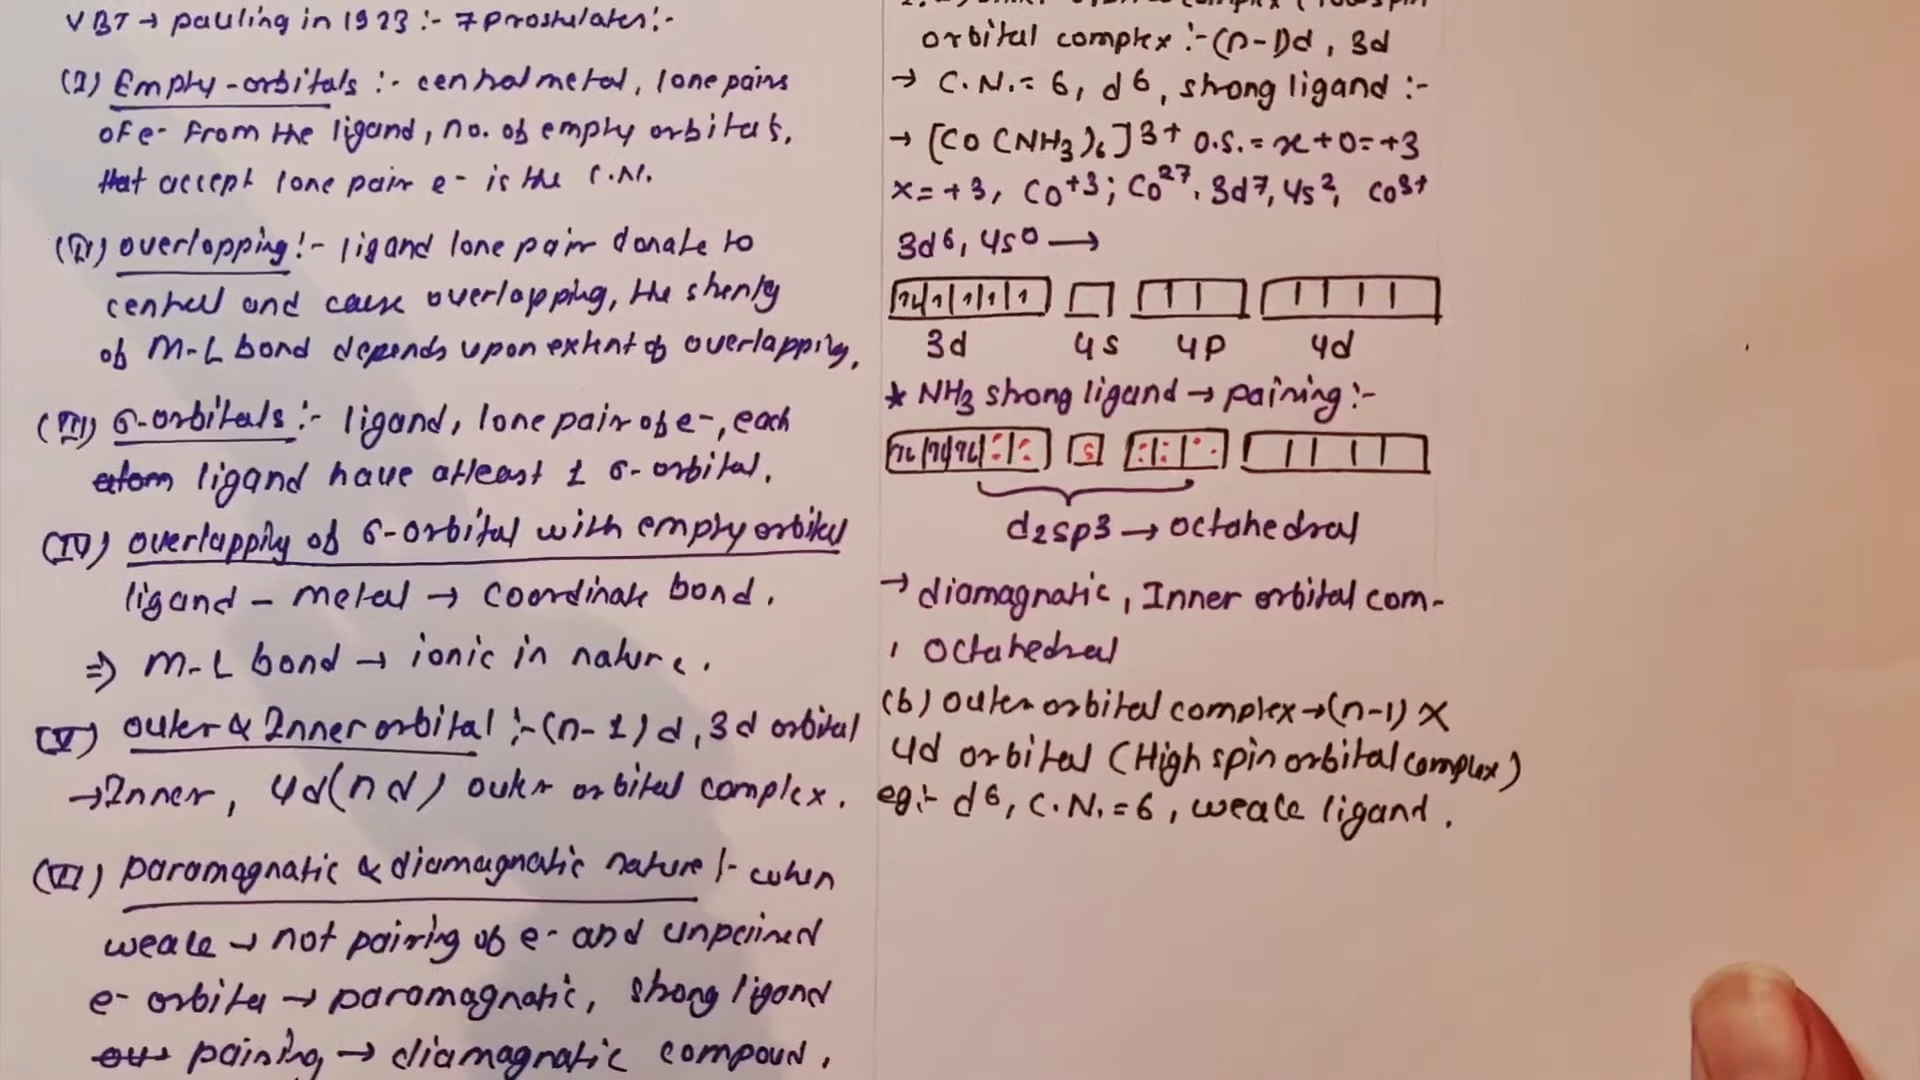 VBT → pauling in 1923 :- 7 prostulates :-
(I) Empty-orbitals :- central metal, lone pairs
of e- from the ligand, no. of empty orbitals,
that accept lone pair e- is the C.N.
(II) overlopping :- ligand lone pair donate to
central and cause overlopping, the strenty
of M-L bond depends upon extent of overlapping.
(III) σ-orbitals :- ligand, lone pair of e-, each
atom ligand have atleast 1 σ-orbital.
(IV) overlapping of σ-orbital with empty orbital
ligand - metal → coordinate bond.
⇒ M-L bond → ionic in nature.
(V) outer & Inner orbital :- (n-1)d, 3d orbital
→ Inner, 4d(nd) outer orbital complex.
(VI) paramagnatic & diamagnatic nature :- when
weak → not pairing of e- and unpaired
e- orbital → paramagnatic, strong ligand
pairing → diamagnatic compoud.
orbital complex :- (n-1)d, 3d
→ C.N. = 6, d6, strong ligand :-
→ [Co(NH3)6]3+ O.S. = x+0=+3
x=+3, Co+3; Co27. 3d7, 4s2, Co3+
3d6, 4s0 →
3d 4s 4p 4d
* NH3 strong ligand → pairing :-
d2sp3 → octahedral
→ diamagnatic, Inner orbital com-
, octahedral
(b) outer orbital complex → (n-1) X
4d orbital (High spin orbital complex)
eg:- d6, C.N. = 6, weak ligand.